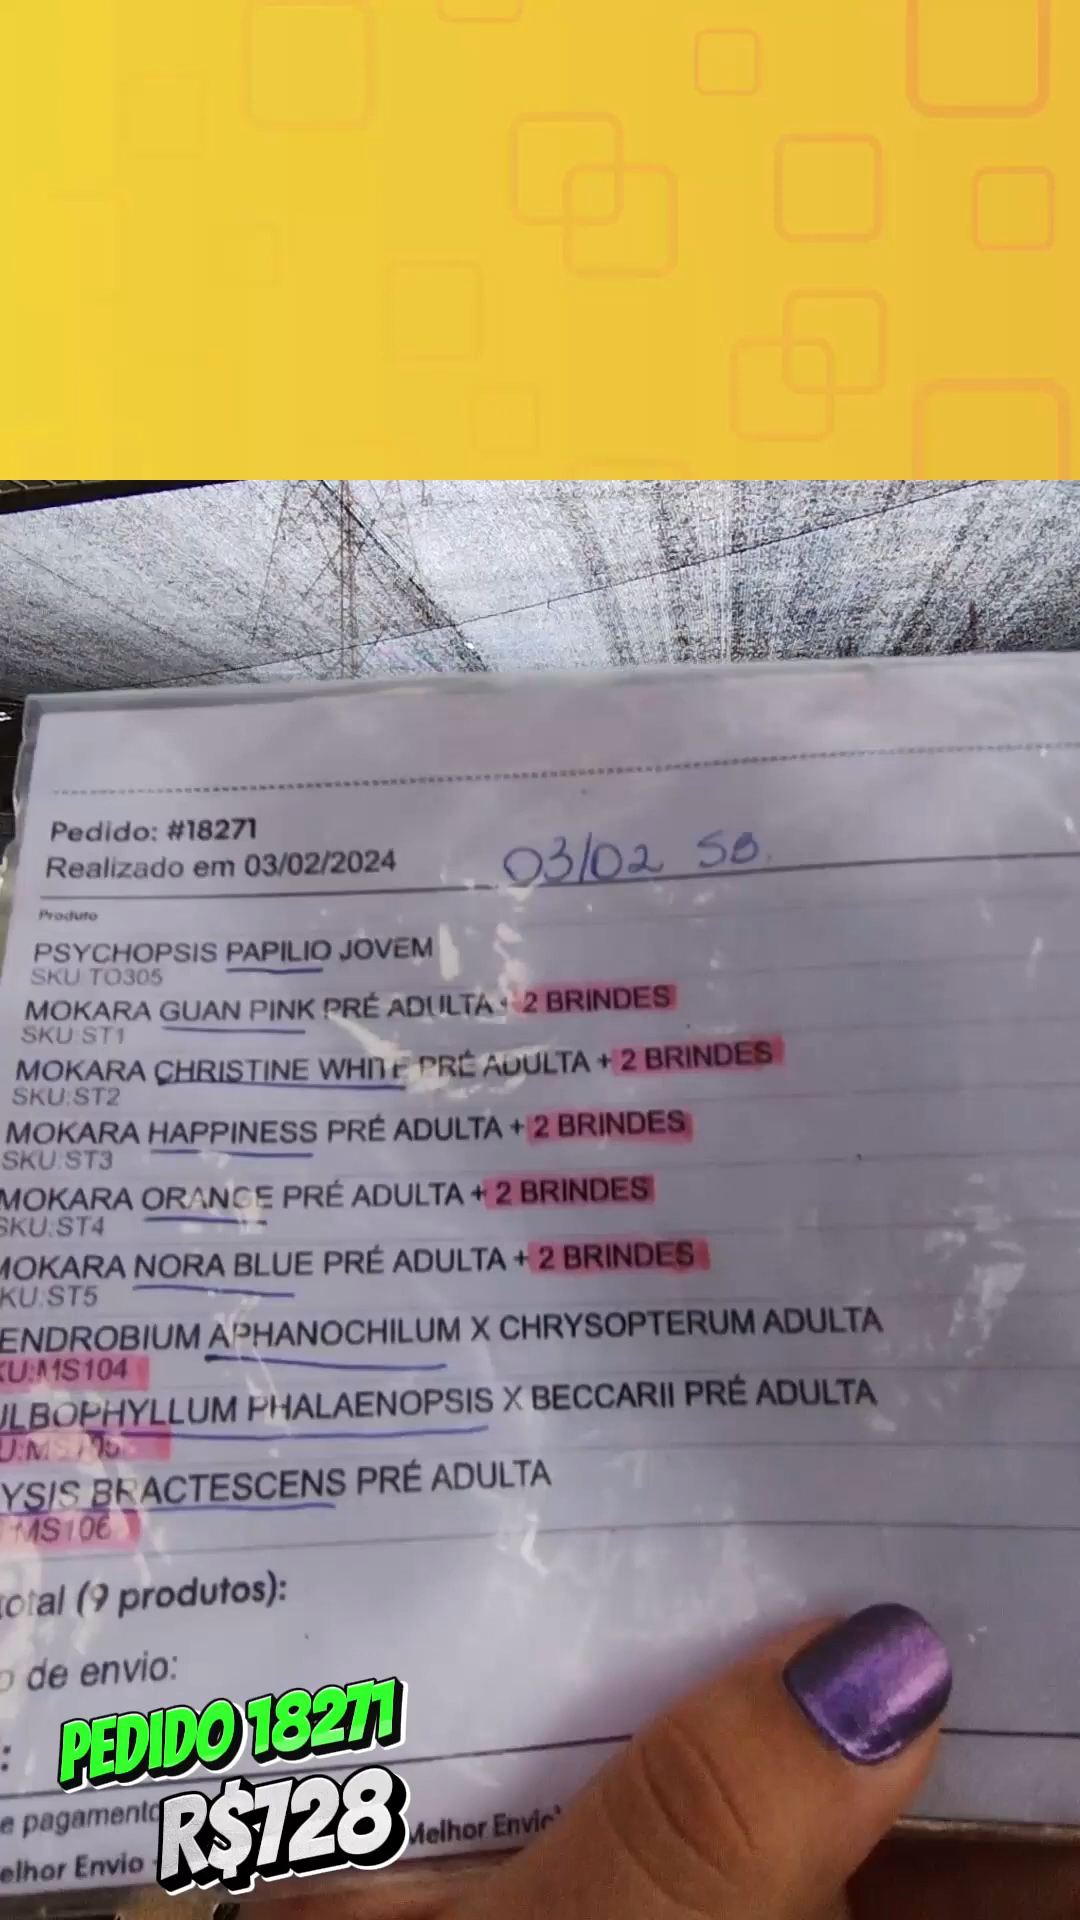 Pedido: #18271
Realizado em 03/02/2024 03/02 SB.
Produto
PSYCHOPSIS PAPILIO JOVEM
SKU TO305
MOKARA GUAN PINK PRÉ ADULTA + 2 BRINDES
SKU:ST1
MOKARA CHRISTINE WHITE PRÉ ADULTA + 2 BRINDES
SKU:ST2
MOKARA HAPPINESS PRÉ ADULTA + 2 BRINDES
SKU:ST3
MOKARA ORANGE PRÉ ADULTA + 2 BRINDES
SKU:ST4
MOKARA NORA BLUE PRÉ ADULTA + 2 BRINDES
KU:ST5
ENDROBIUM APHANOCHILUM X CHRYSOPTERUM ADULTA
KU:MS104
ULBOPHYLLUM PHALAENOPSIS X BECCARII PRÉ ADULTA
YSIS BRACTESCENS PRÉ ADULTA
MS106
total (9 produtos):
de envio:
PEDIDO 18271
R$728
e pagamento
Melhor Envio
elhor Envio